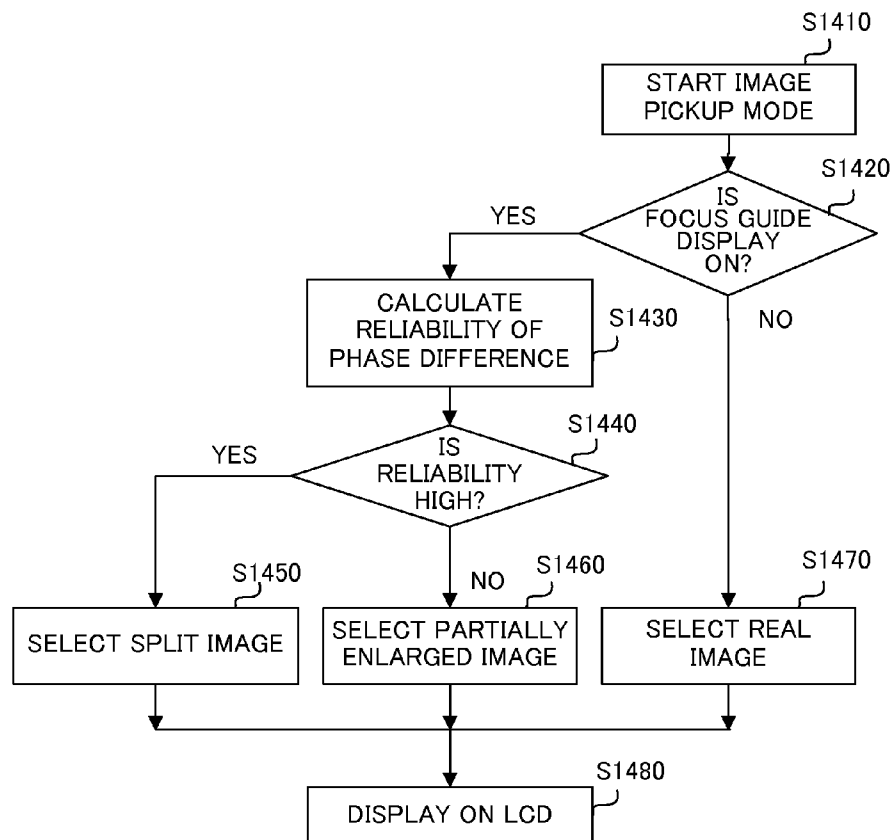 S1410
START IMAGE
PICKUP MODE
S1420
IS
FOCUS GUIDE
DISPLAY
ON?
YES
NO
CALCULATE
RELIABILITY OF
PHASE DIFFERENCE
S1430
S1440
IS
RELIABILITY
HIGH?
YES
NO
S1450
SELECT SPLIT IMAGE
S1460
SELECT PARTIALLY
ENLARGED IMAGE
S1470
SELECT REAL
IMAGE
S1480
DISPLAY ON LCD